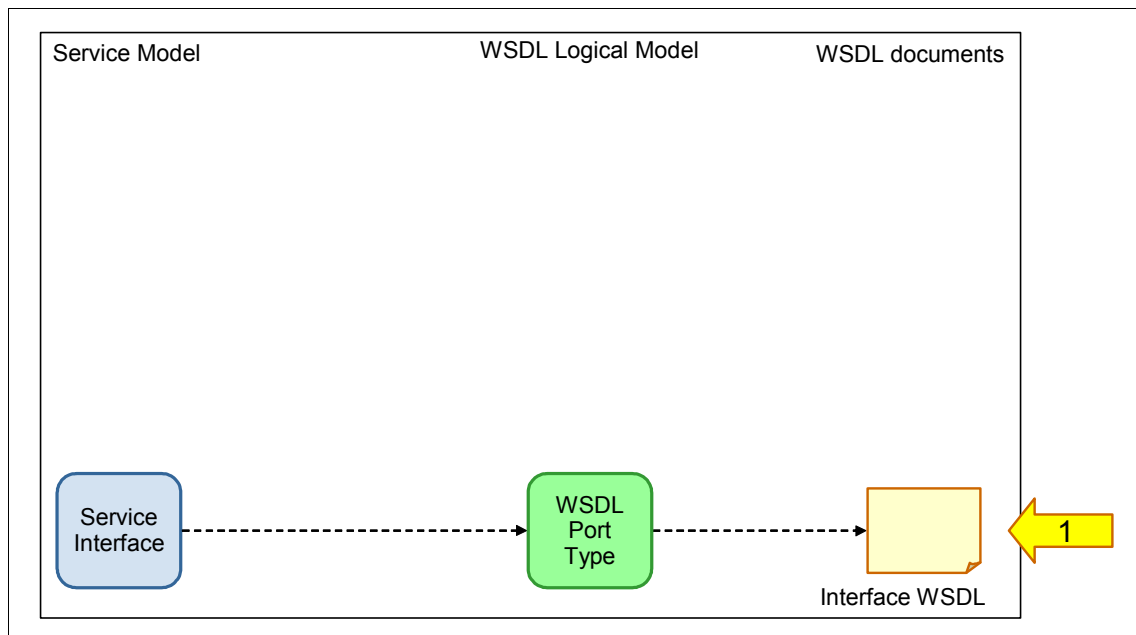 Service Model
WSDL Logical Model
WSDL documents
Service
Interface
WSDL
Port
Type
1
Interface WSDL